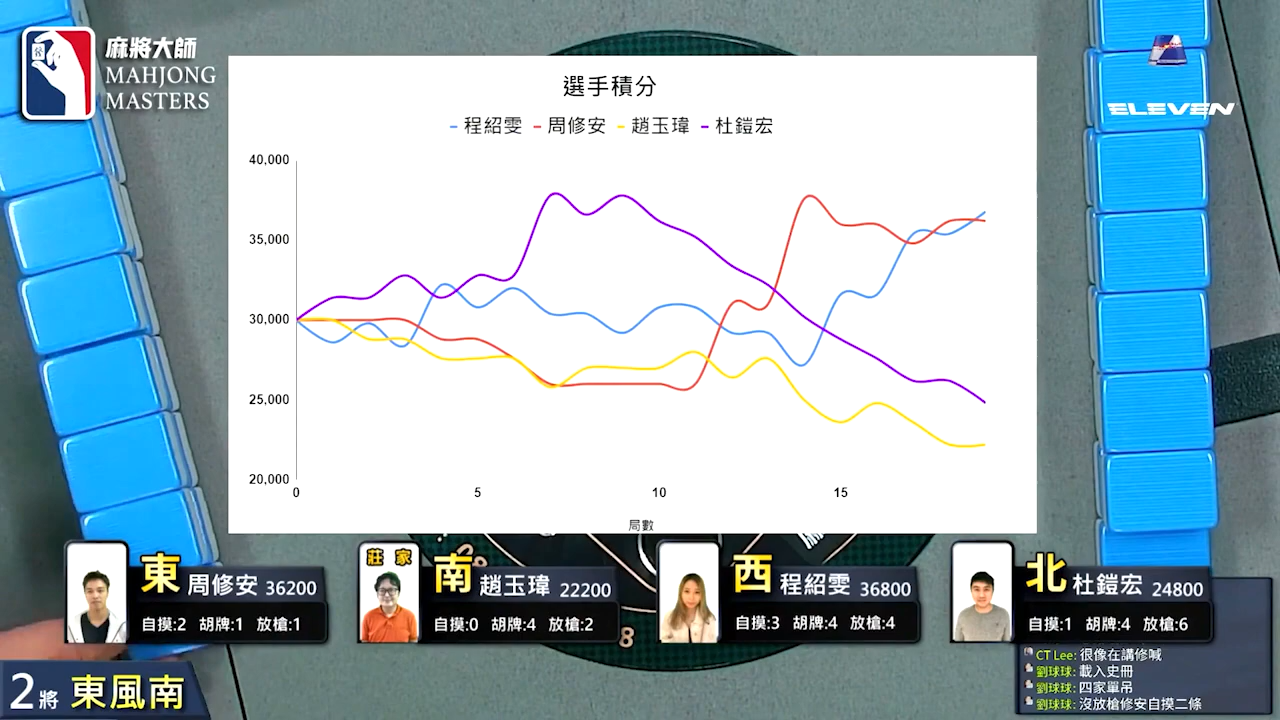 麻將大師
MAHJONG
MASTERS
ELEVEN
選手積分
程紹雯 周修安 趙玉瑋 杜鎧宏
40,000
35,000
30,000
25,000
20,000
0 5 10 15
局數
東 周修安 36200
自摸:2 胡牌:1 放槍:1
莊家
南 趙玉瑋 22200
自摸:0 胡牌:4 放槍:2
西 程紹雯 36800
自摸:3 胡牌:4 放槍:4
北 杜鎧宏 24800
自摸:1 胡牌:4 放槍:6
8
2將 東風南
CT Lee: 很像在講修喊
劉球球: 載入史冊
劉球球: 四家單吊
劉球球: 沒放槍修安自摸二條